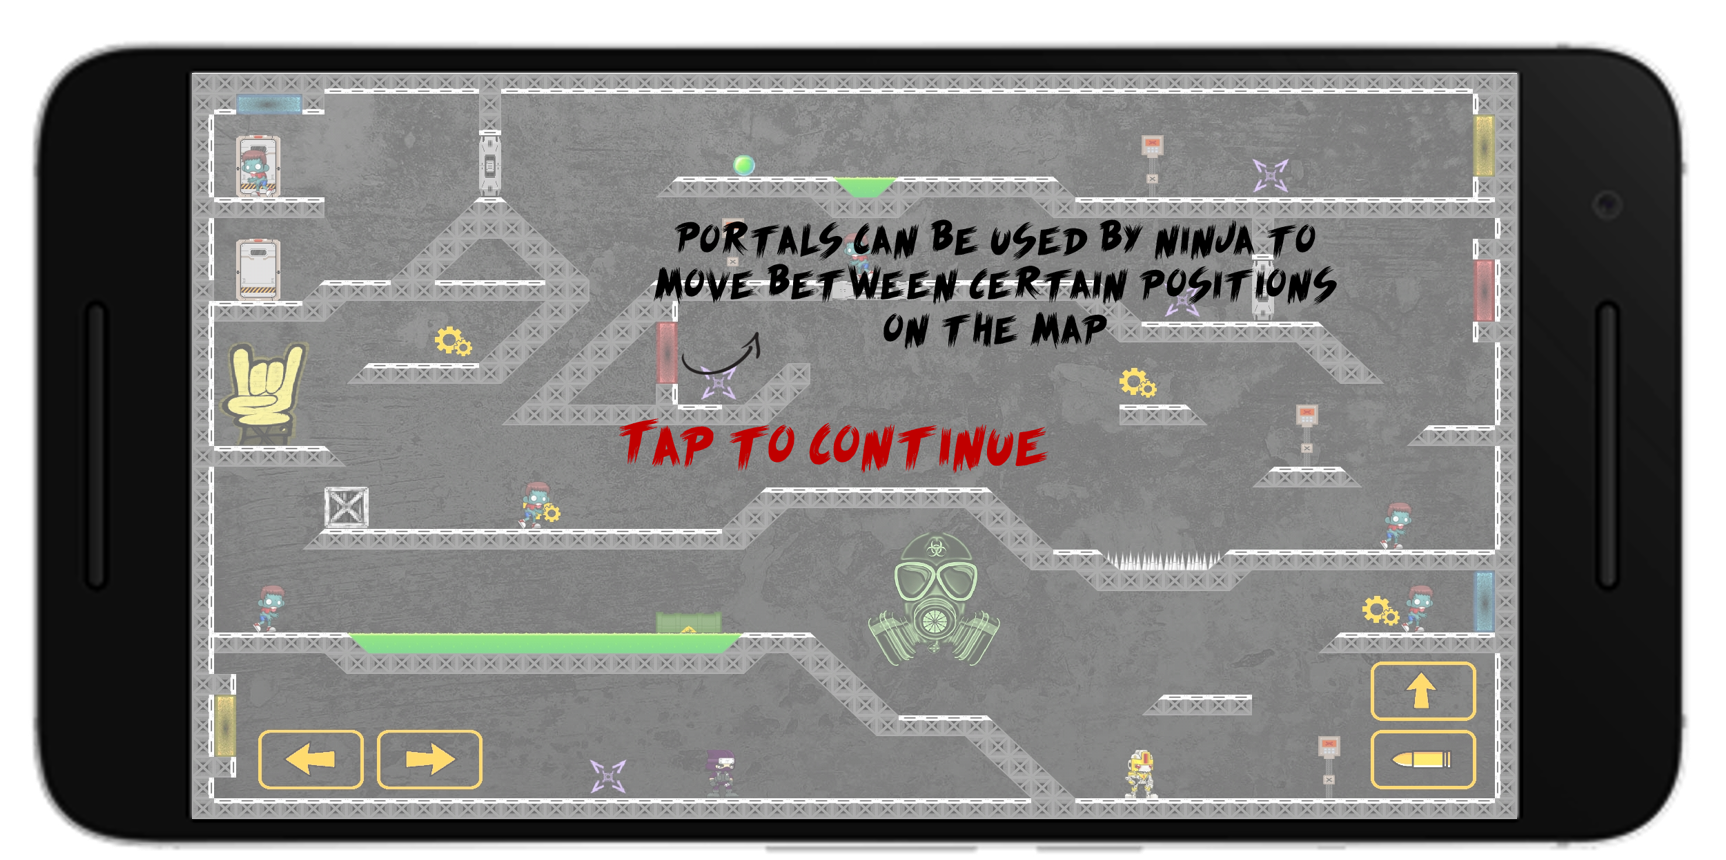 PORTALS CAN BE USED BY NINJA TO
MOVE BETWEEN CERTAIN POSITIONS
ON THE MAP
TAP TO CONTINUE